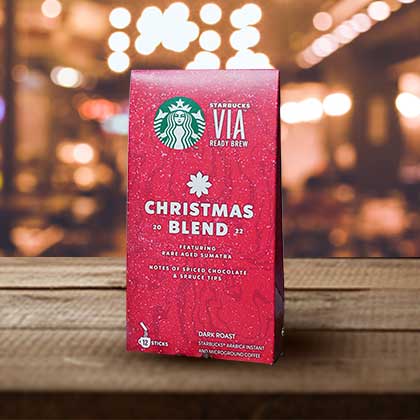 STARBUCKS
VIA
READY BREW
CHRISTMAS
20 BLEND 22
FEATURING
RARE AGED SUMATRA
NOTES OF SPICED CHOCOLATE
& SPRUCE TIPS
12 STICKS
DARK ROAST
STARBUCKS® ARABICA INSTANT
AND MICROGROUND COFFEE